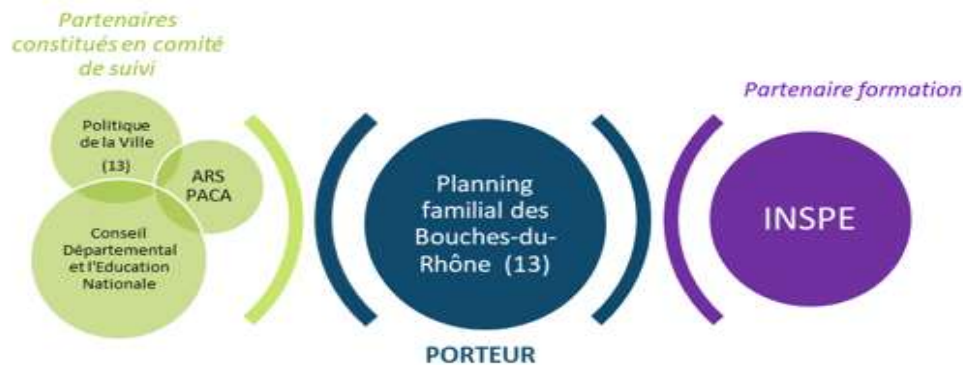 Partenaires
constitués en comité
de suivi
Politique
de la Ville
(13)
ARS
PACA
Conseil
Départemental
et l'Education
Nationale
Planning
familial des
Bouches-du-
Rhône (13)
PORTEUR
Partenaire formation
INSPE